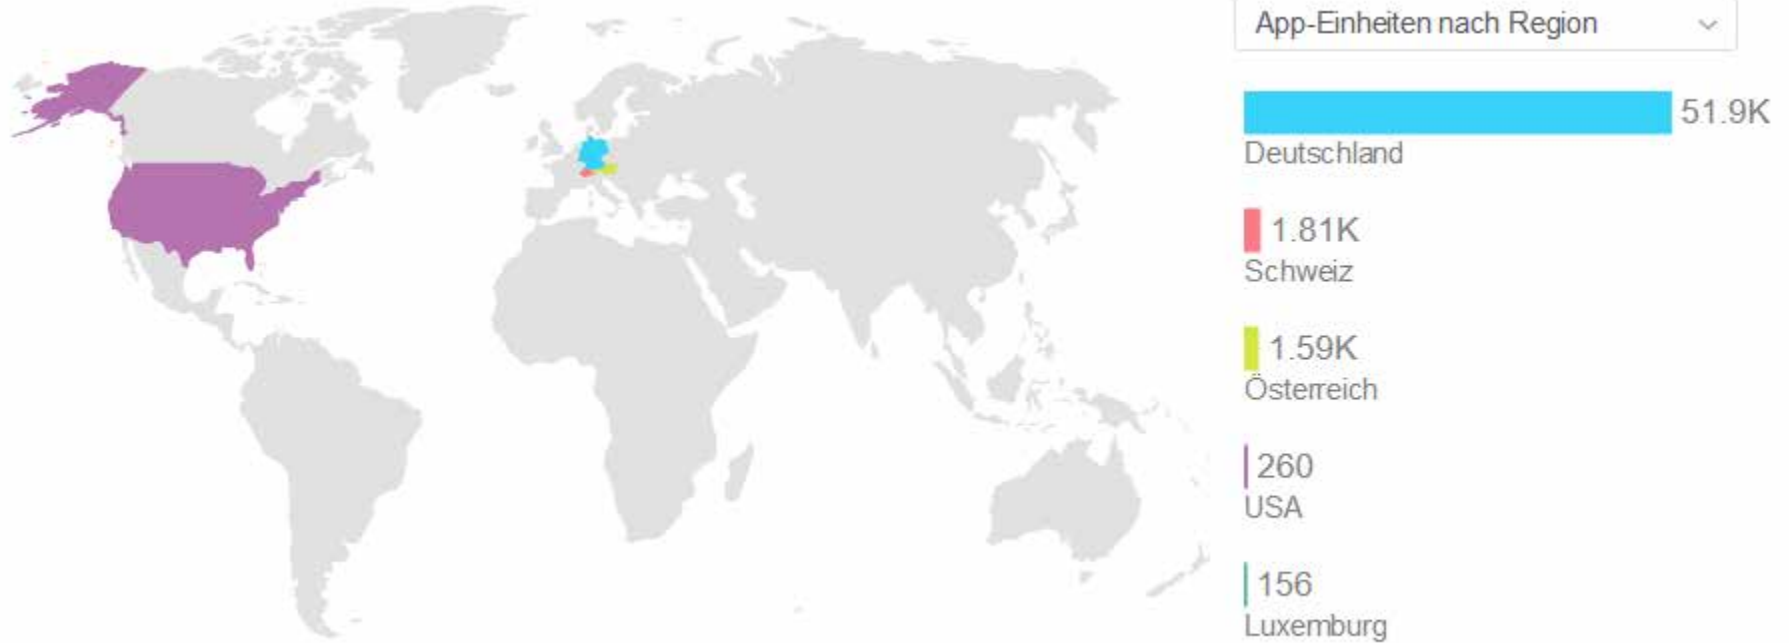 App-Einheiten nach Region
51.9K
Deutschland
1.81K
Schweiz
1.59K
Österreich
260
USA
156
Luxemburg